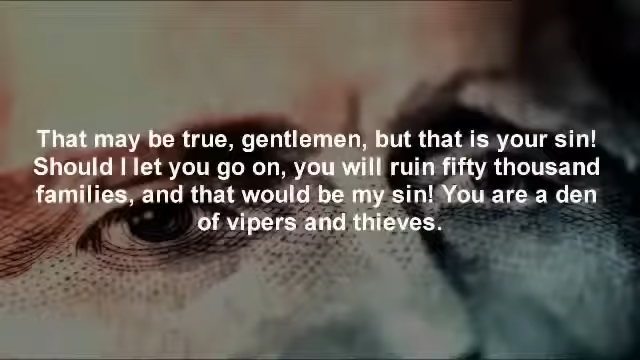 That may be true, gentlemen, but that is your sin!
Should I let you go on, you will ruin fifty thousand
families, and that would be my sin! You are a den
of vipers and thieves.